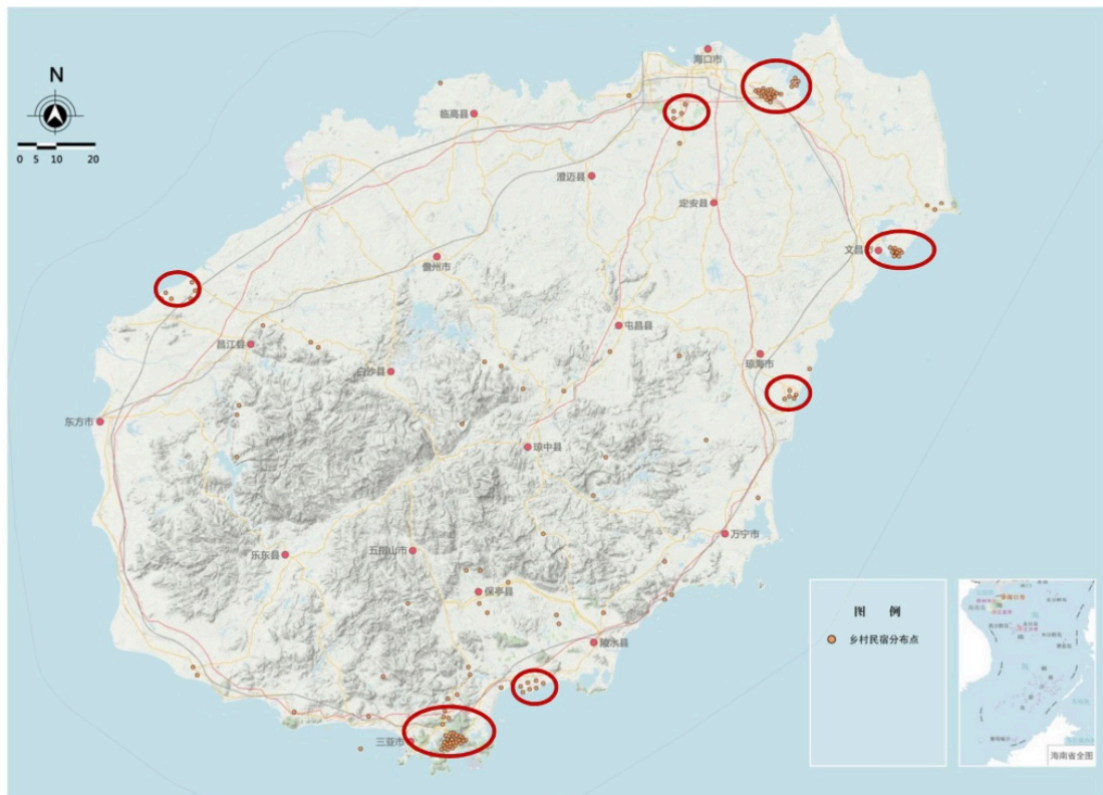 N
0 5 10 20
海口市
临高县
澄迈县
定安县
文昌市
儋州市
屯昌县
昌江县
白沙县
琼海市
东方市
琼中县
万宁市
乐东县
五指山市
保亭县
陵水县
三亚市
图 例
乡村民宿分布点
海南省全图